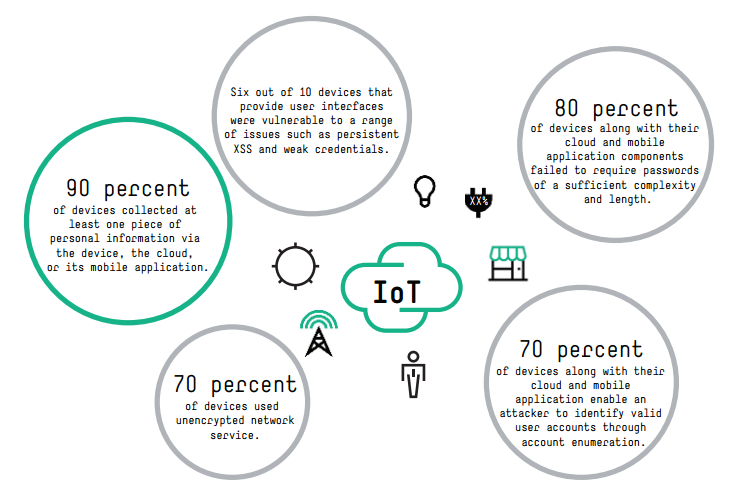 Six out of 10 devices that
provide user interfaces
were vulnerable to a range
of issues such as persistent
XSS and weak credentials.
80 percent
of devices along with their
cloud and mobile
application components
failed to require passwords
of a sufficient complexity
and length.
90 percent
of devices collected at
least one piece of
personal information via
the device, the cloud,
or its mobile application.
XX%
IoT
70 percent
of devices used
unencrypted network
service.
70 percent
of devices along with their
cloud and mobile
application enable an
attacker to identify valid
user accounts through
account enumeration.